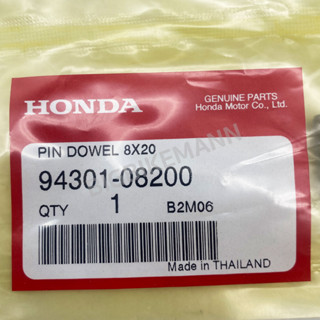 HONDA
GENUINE PARTS
Honda Motor Co., Ltd.
PIN DOWEL 8X20
94301-08200
QTY 1 B2M06
Made in THAILAND